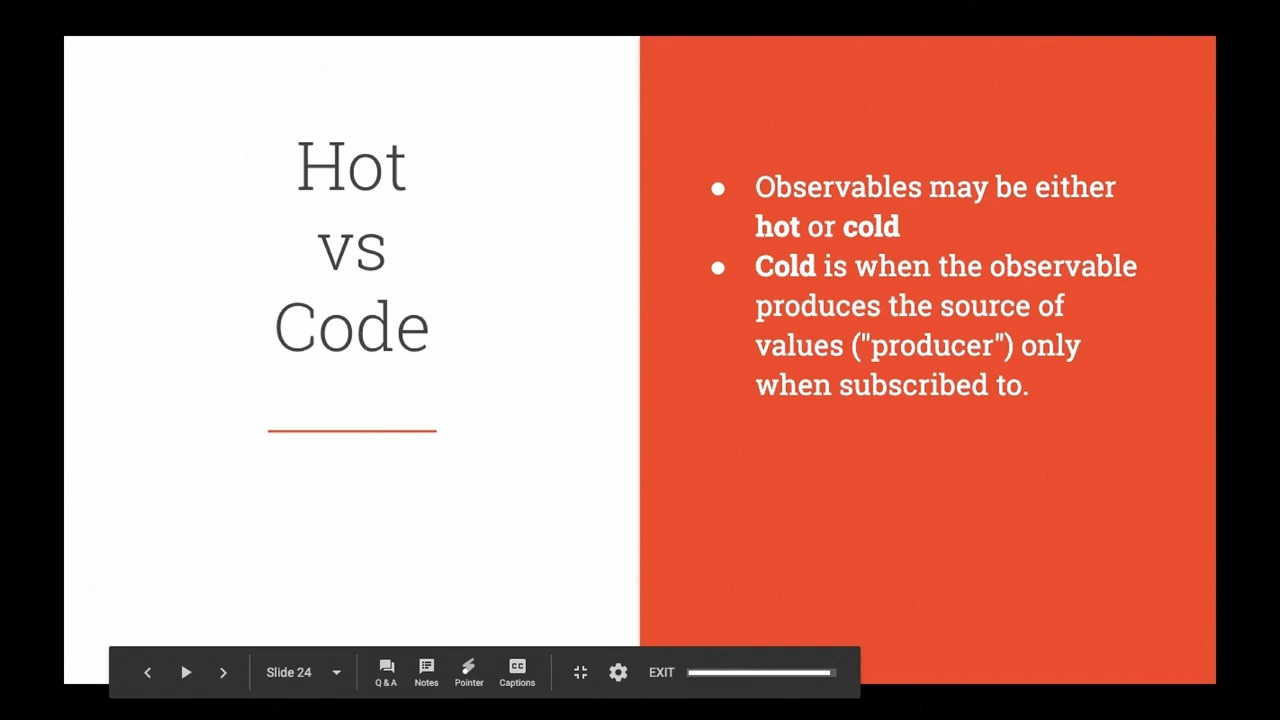 Hot
vs
Code
● Observables may be either
hot or cold
● Cold is when the observable
produces the source of
values ("producer") only
when subscribed to.
Slide 24
Q & A
Notes
Pointer
Captions
EXIT